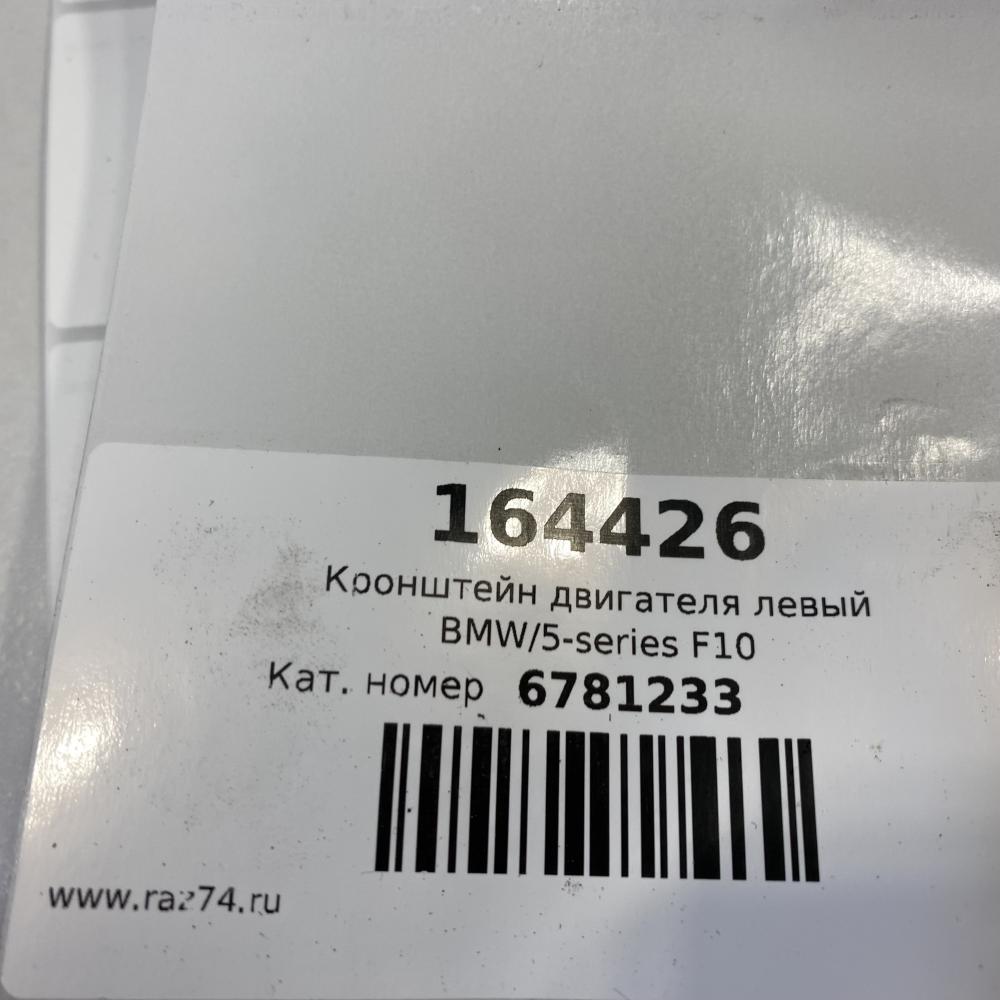 164426
Кронштейн двигателя левый
BMW/5-series F10
Кат. номер 6781233
www.raz74.ru